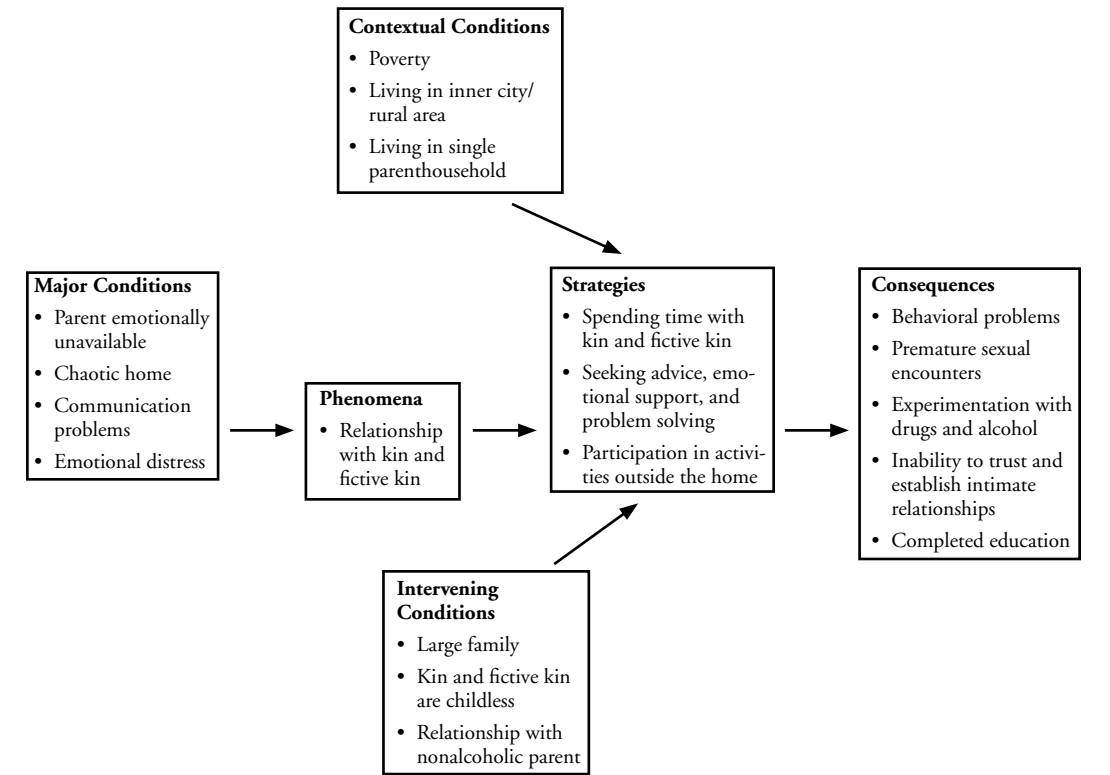 Contextual Conditions
• Poverty
• Living in inner city/
rural area
• Living in single
parenthousehold
Major Conditions
• Parent emotionally
unavailable
• Chaotic home
• Communication
problems
• Emotional distress
Phenomena
• Relationship
with kin and
fictive kin
Strategies
• Spending time with
kin and fictive kin
• Seeking advice, emo-
tional support, and
problem solving
• Participation in activi-
ties outside the home
Consequences
• Behavioral problems
• Premature sexual
encounters
• Experimentation with
drugs and alcohol
• Inability to trust and
establish intimate
relationships
• Completed education
Intervening
Conditions
• Large family
• Kin and fictive kin
are childless
• Relationship with
nonalcoholic parent